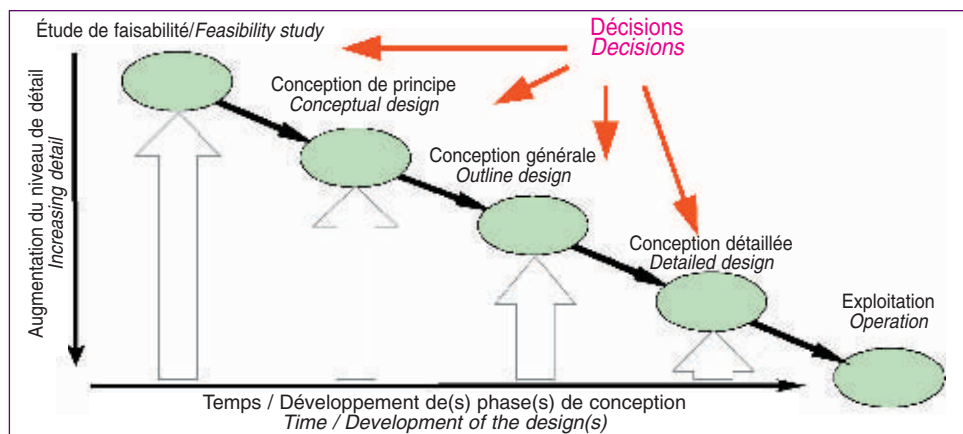 Étude de faisabilité/Feasibility study
Décisions
Decisions
Conception de principe
Conceptual design
Conception générale
Outline design
Conception détaillée
Detailed design
Exploitation
Operation
Augmentation du niveau de détail
Increasing detail
Temps / Développement de(s) phase(s) de conception
Time / Development of the design(s)